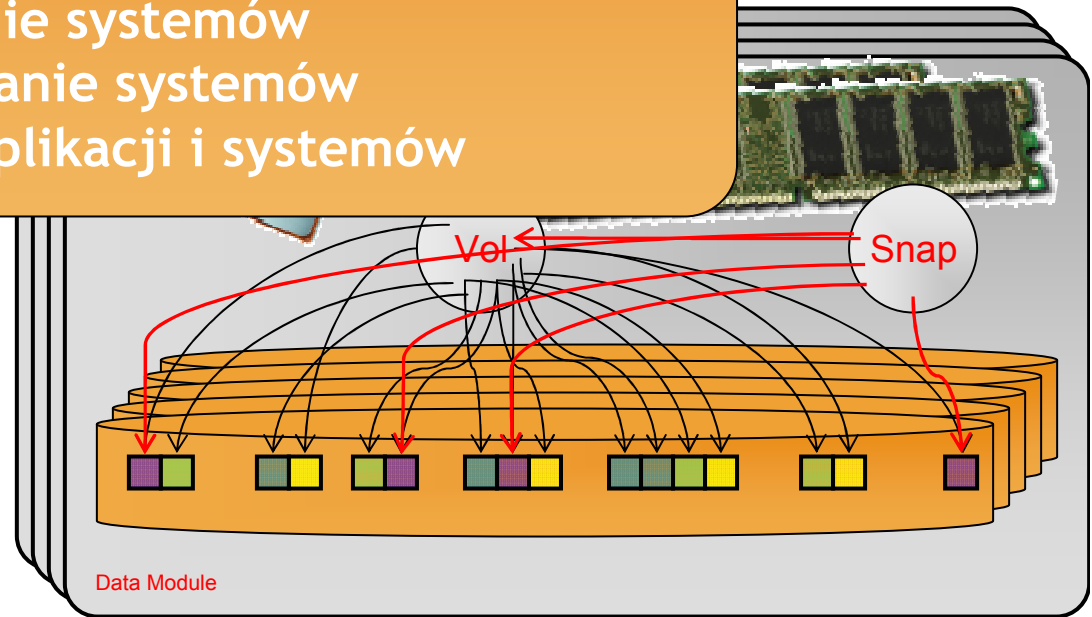 ie systemów
anie systemów
plikacji i systemów
Vol
Snap
Data Module